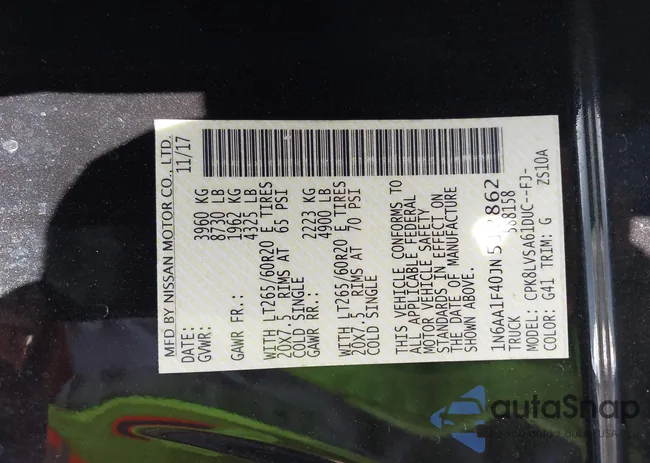 MFD BY NISSAN MOTOR CO., LTD.
DATE: 11/17
GVWR: 3960 KG
8730 LB
GAWR FR.: 1962 KG
4325 LB
WITH LT265/60R20 E TIRES
20X7.5 RIMS AT 65 PSI
COLD SINGLE
GAWR RR.: 2223 KG
4900 LB
WITH LT265/60R20 E TIRES
20X7.5 RIMS AT 70 PSI
COLD SINGLE
THIS VEHICLE CONFORMS TO
ALL APPLICABLE FEDERAL
MOTOR VEHICLE SAFETY
STANDARDS IN EFFECT ON
THE DATE OF MANUFACTURE
SHOWN ABOVE.
TRUCK
MODEL: CPK8LVSA61DUC--FJ-
COLOR: G41 TRIM: G ZS10A
autaSnap